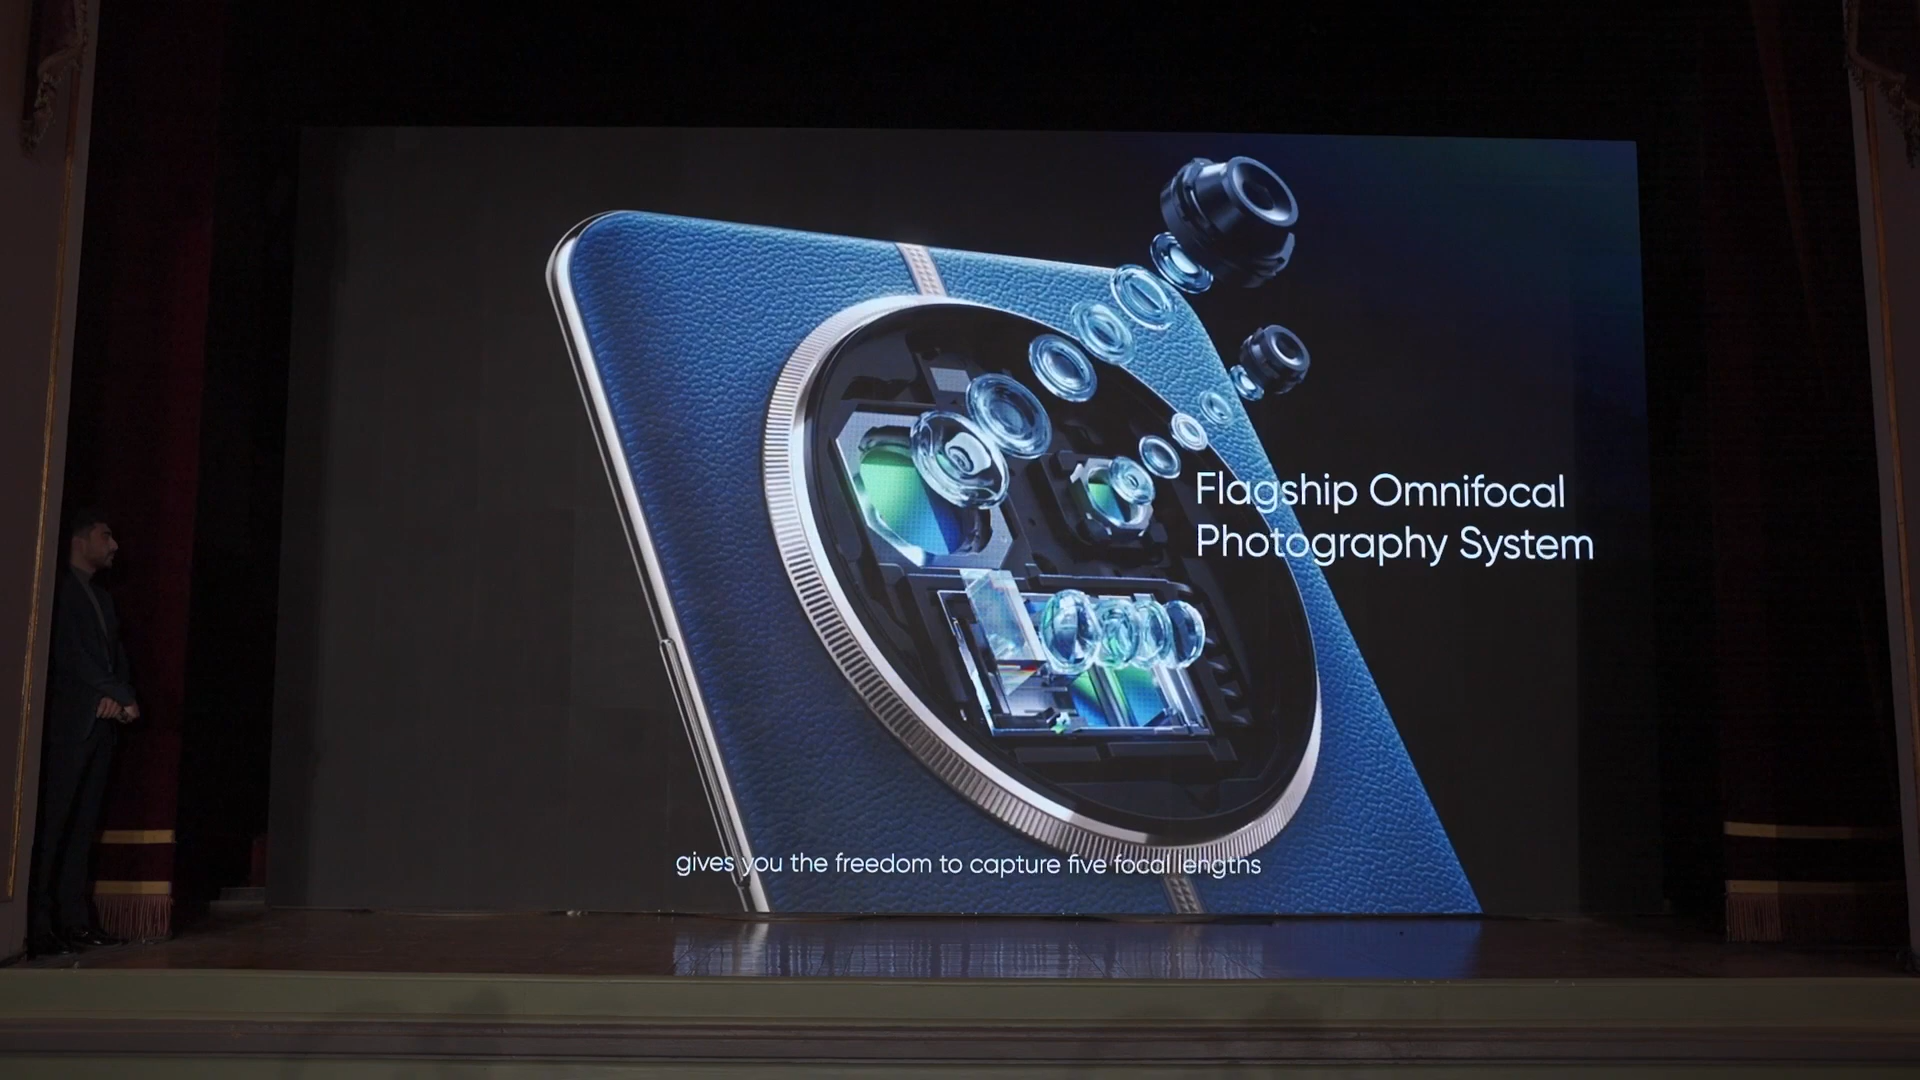 Flagship Omnifocal
Photography System
gives you the freedom to capture five focal lengths